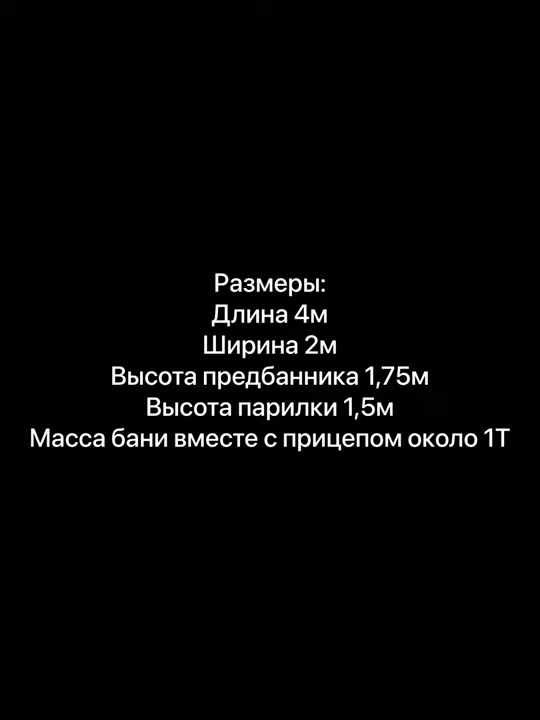 Размеры:
Длина 4м
Ширина 2м
Высота предбанника 1,75м
Высота парилки 1,5м
Масса бани вместе с прицепом около 1Т